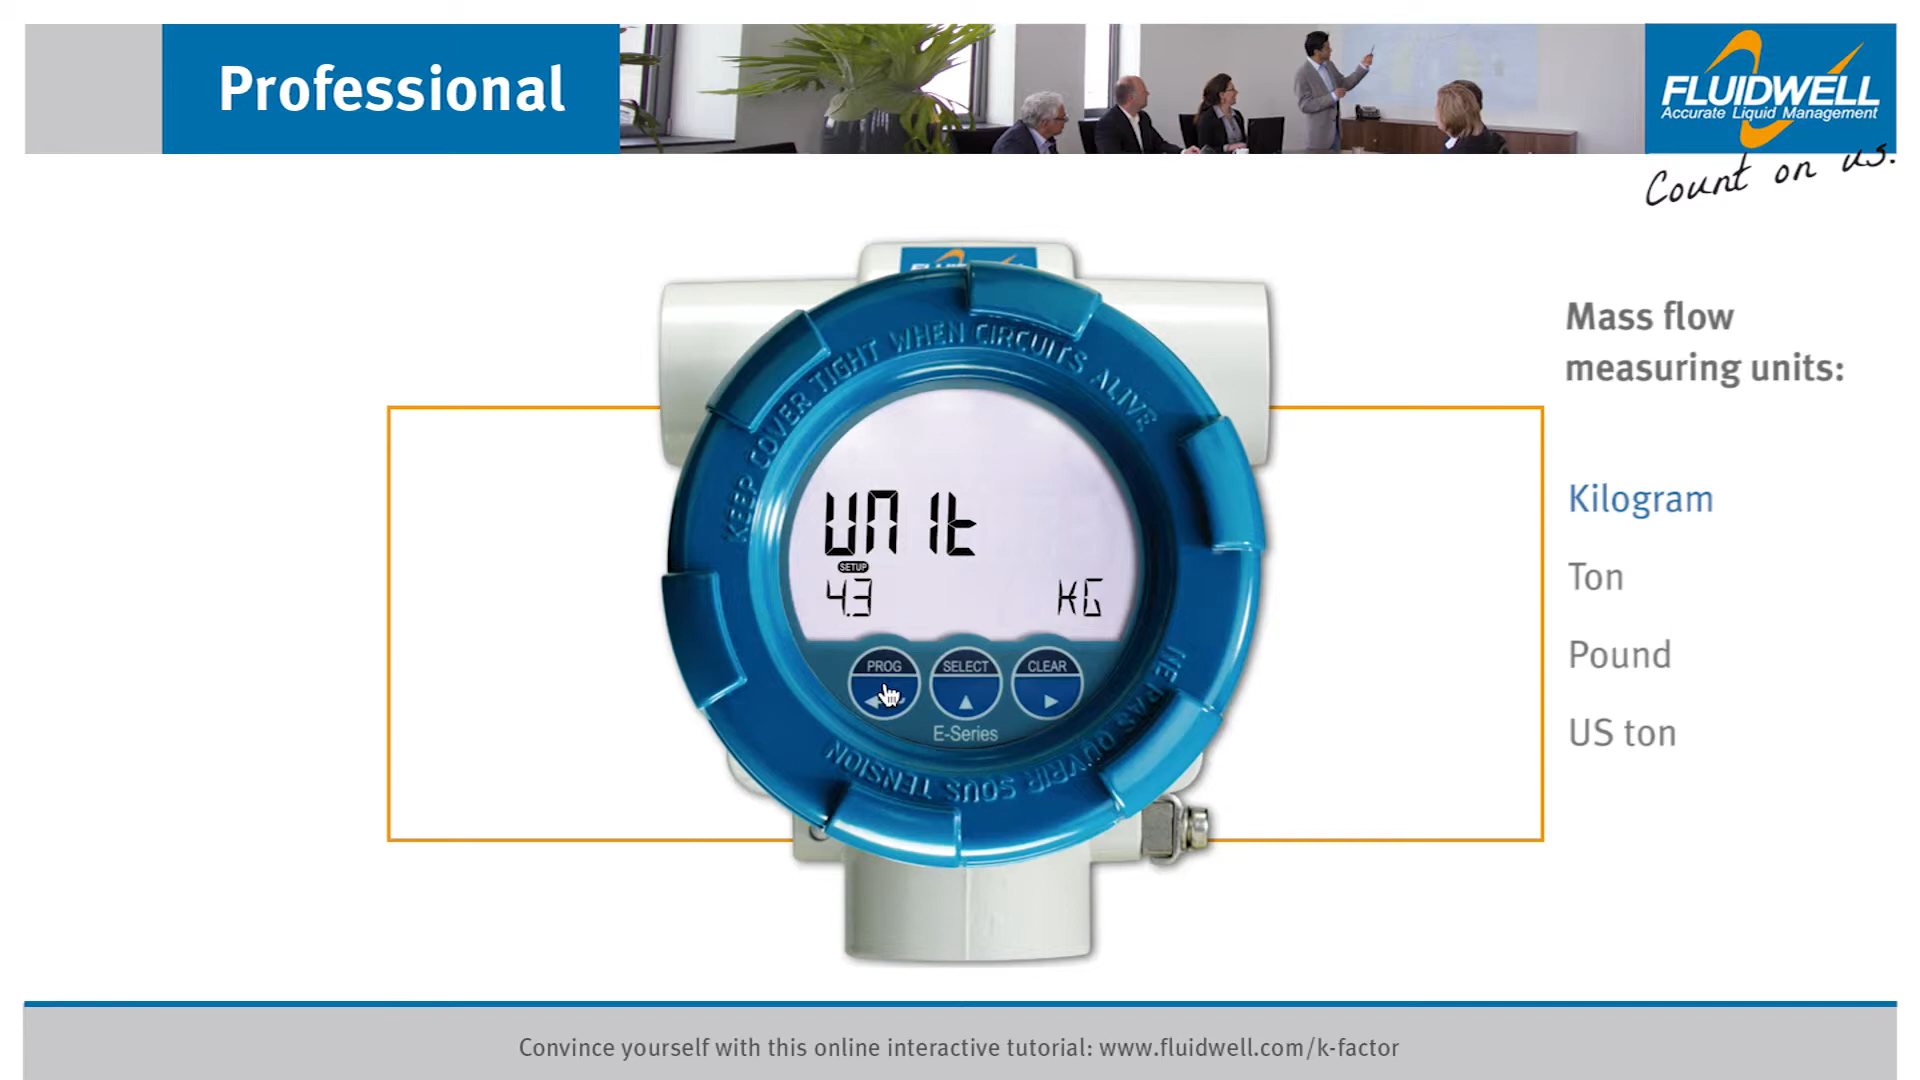 Professional
FLUIDWELL
Accurate Liquid Management
Count on us.
KEEP COVER TIGHT WHEN CIRCUITS ALIVE
Mass flow
measuring units:
Kilogram
Ton
Pound
US ton
UNIt
SETUP
43 KG
PROG SELECT CLEAR
E-Series
NE PAS OUVRIR SOUS TENSION
Convince yourself with this online interactive tutorial: www.fluidwell.com/k-factor